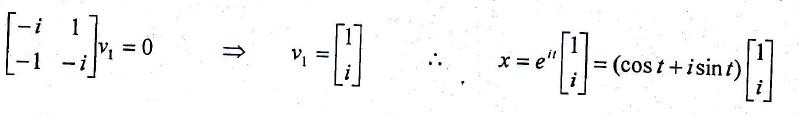 [-i 1; -1 -i] v₁ = 0 ⇒ v₁ = [1; i] ∴ x = e^{it} [1; i] = (cos t + i sin t) [1; i]